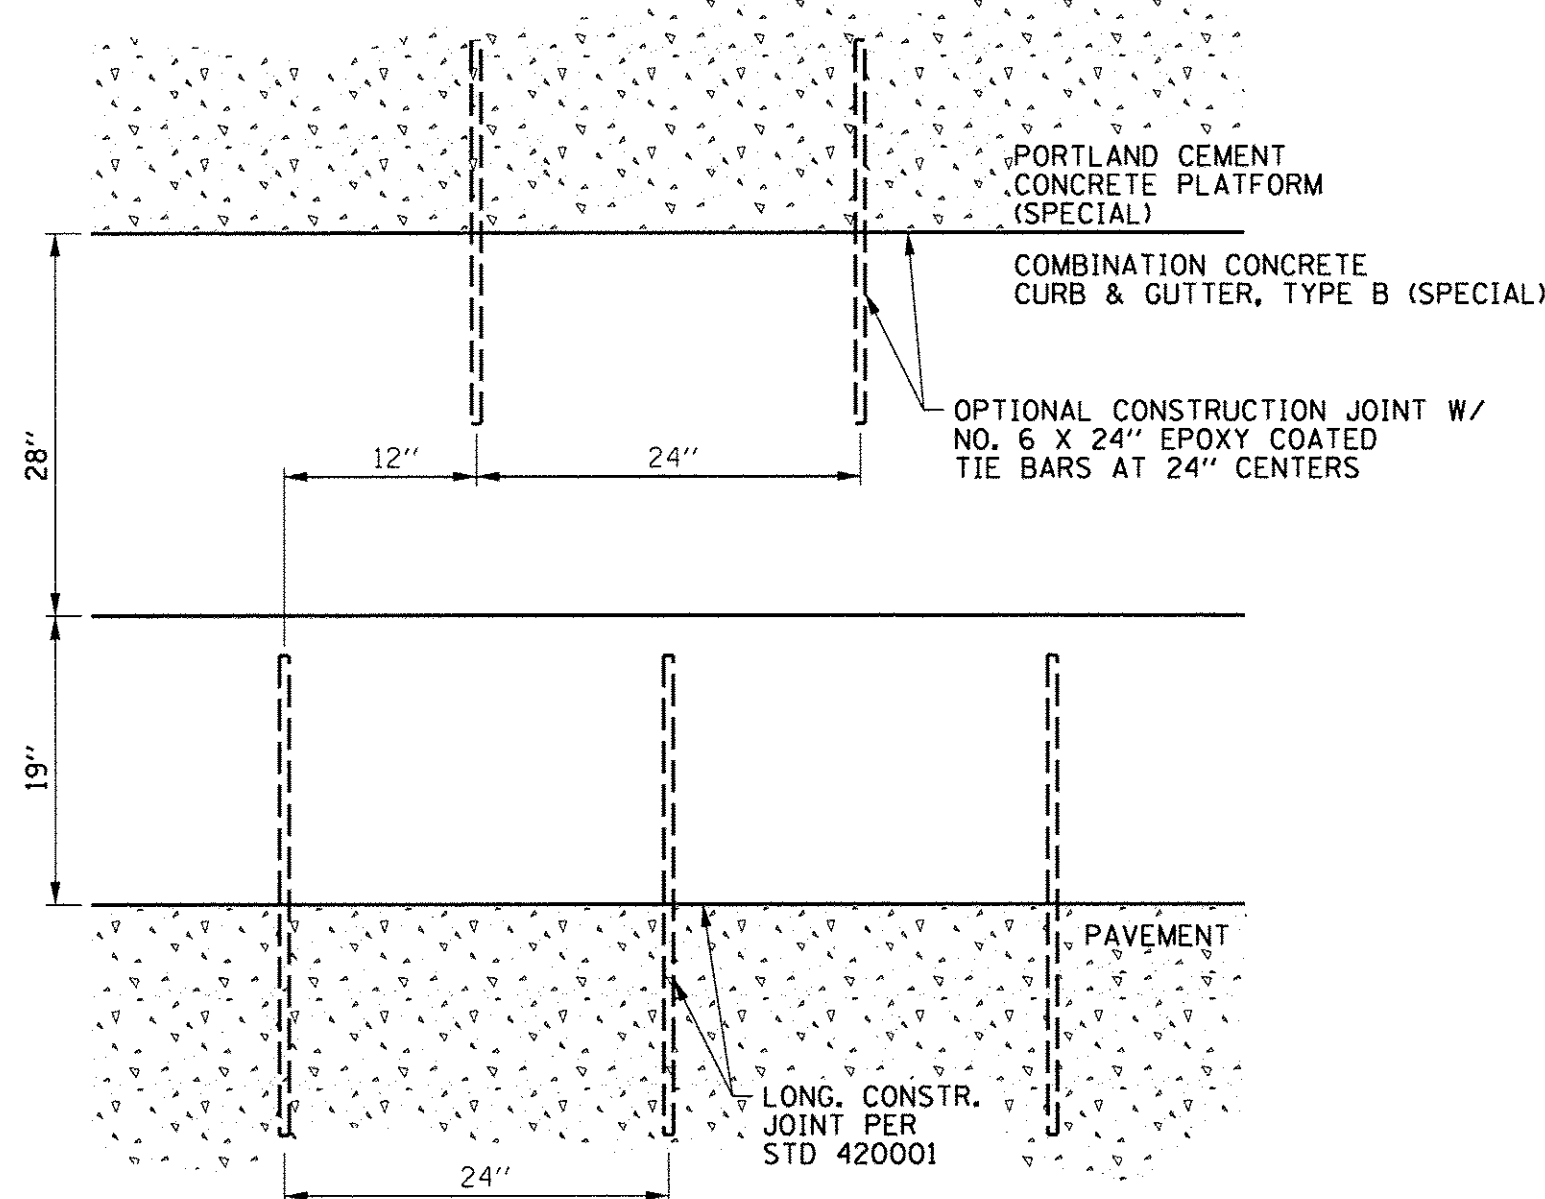 PORTLAND CEMENT
CONCRETE PLATFORM
(SPECIAL)
COMBINATION CONCRETE
CURB & GUTTER, TYPE B (SPECIAL)
OPTIONAL CONSTRUCTION JOINT W/
NO. 6 X 24" EPOXY COATED
TIE BARS AT 24" CENTERS
12"
24"
28"
19"
PAVEMENT
LONG. CONSTR.
JOINT PER
STD 420001
24"